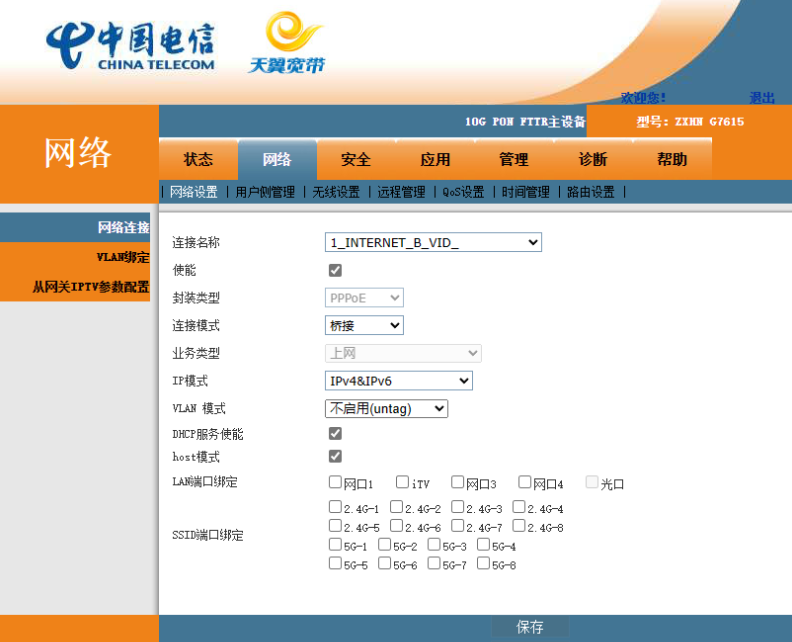 中国电信
CHINA TELECOM
天翼宽带
欢迎您! 退出
10G PON FTTR主设备 型号: ZXHN G7615
网络
状态 网络 安全 应用 管理 诊断 帮助
| 网络设置 | 用户侧管理 | 无线设置 | 远程管理 | QoS设置 | 时间管理 | 路由设置 |
网络连接
VLAN绑定
从网关IPTV参数配置
连接名称 1_INTERNET_B_VID_
使能
封装类型 PPPoE
连接模式 桥接
业务类型 上网
IP模式 IPv4&IPv6
VLAN 模式 不启用(untag)
DHCP服务使能
host模式
LAN端口绑定 网口1 iTV 网口3 网口4 光口
2.4G-1 2.4G-2 2.4G-3 2.4G-4
2.4G-5 2.4G-6 2.4G-7 2.4G-8
SSID端口绑定
5G-1 5G-2 5G-3 5G-4
5G-5 5G-6 5G-7 5G-8
保存